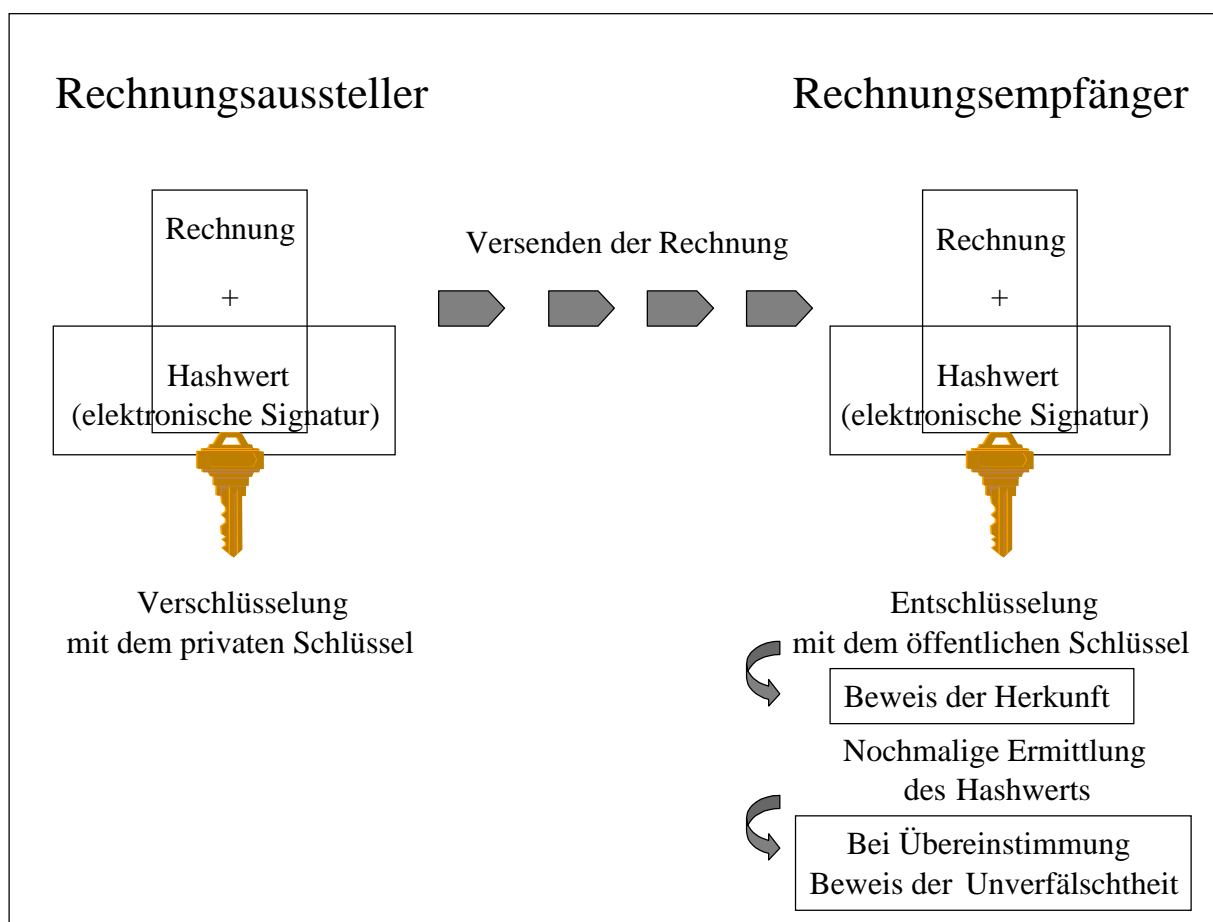 Rechnungsaussteller
Rechnungsempfänger
Rechnung
+
Hashwert
(elektronische Signatur)
Verschlüsselung
mit dem privaten Schlüssel
Versenden der Rechnung
Rechnung
+
Hashwert
(elektronische Signatur)
Entschlüsselung
mit dem öffentlichen Schlüssel
Beweis der Herkunft
Nochmalige Ermittlung
des Hashwerts
Bei Übereinstimmung
Beweis der Unverfälschtheit